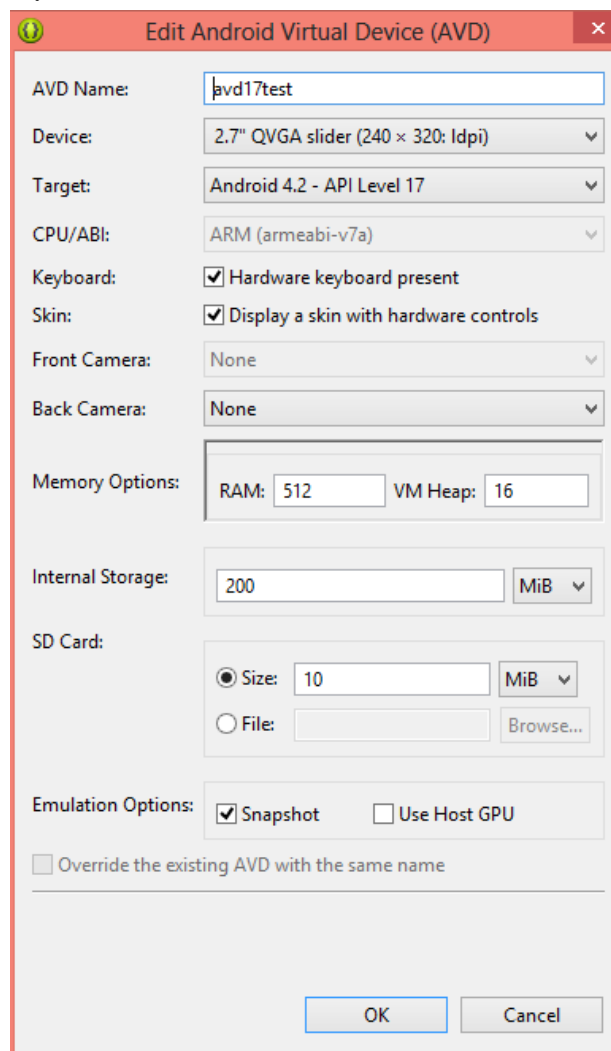 Edit Android Virtual Device (AVD)
AVD Name: avd17test
Device: 2.7" QVGA slider (240 × 320: ldpi)
Target: Android 4.2 - API Level 17
CPU/ABI: ARM (armeabi-v7a)
Keyboard: Hardware keyboard present
Skin: Display a skin with hardware controls
Front Camera: None
Back Camera: None
Memory Options: RAM: 512 VM Heap: 16
Internal Storage: 200 MiB
SD Card:
Size: 10 MiB
File: Browse...
Emulation Options: Snapshot Use Host GPU
Override the existing AVD with the same name
OK Cancel